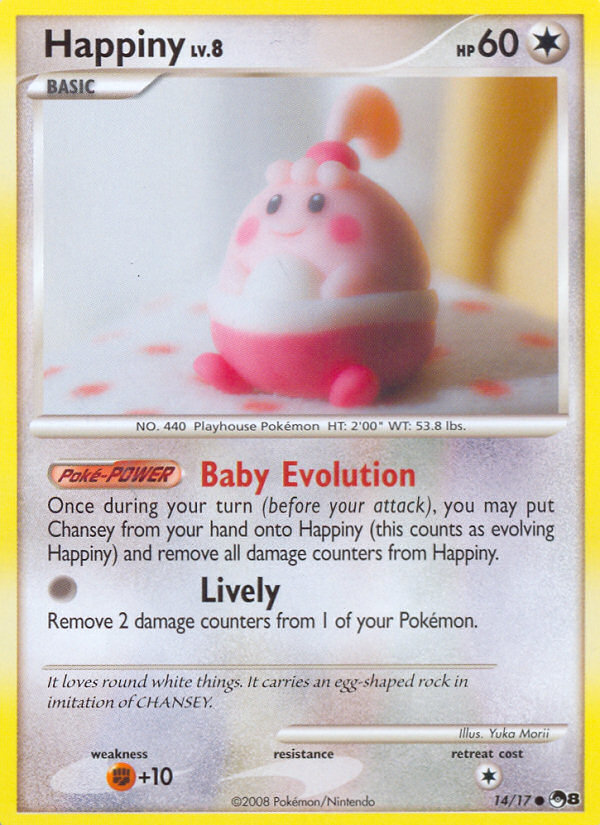 Happiny LV.8 HP 60
BASIC
NO. 440 Playhouse Pokémon HT: 2'00" WT: 53.8 lbs.
Poké-POWER Baby Evolution
Once during your turn (before your attack), you may put
Chansey from your hand onto Happiny (this counts as evolving
Happiny) and remove all damage counters from Happiny.
Lively
Remove 2 damage counters from 1 of your Pokémon.
It loves round white things. It carries an egg-shaped rock in
imitation of CHANSEY.
Illus. Yuka Morii
weakness resistance retreat cost
+10
©2008 Pokémon/Nintendo 14/17 8